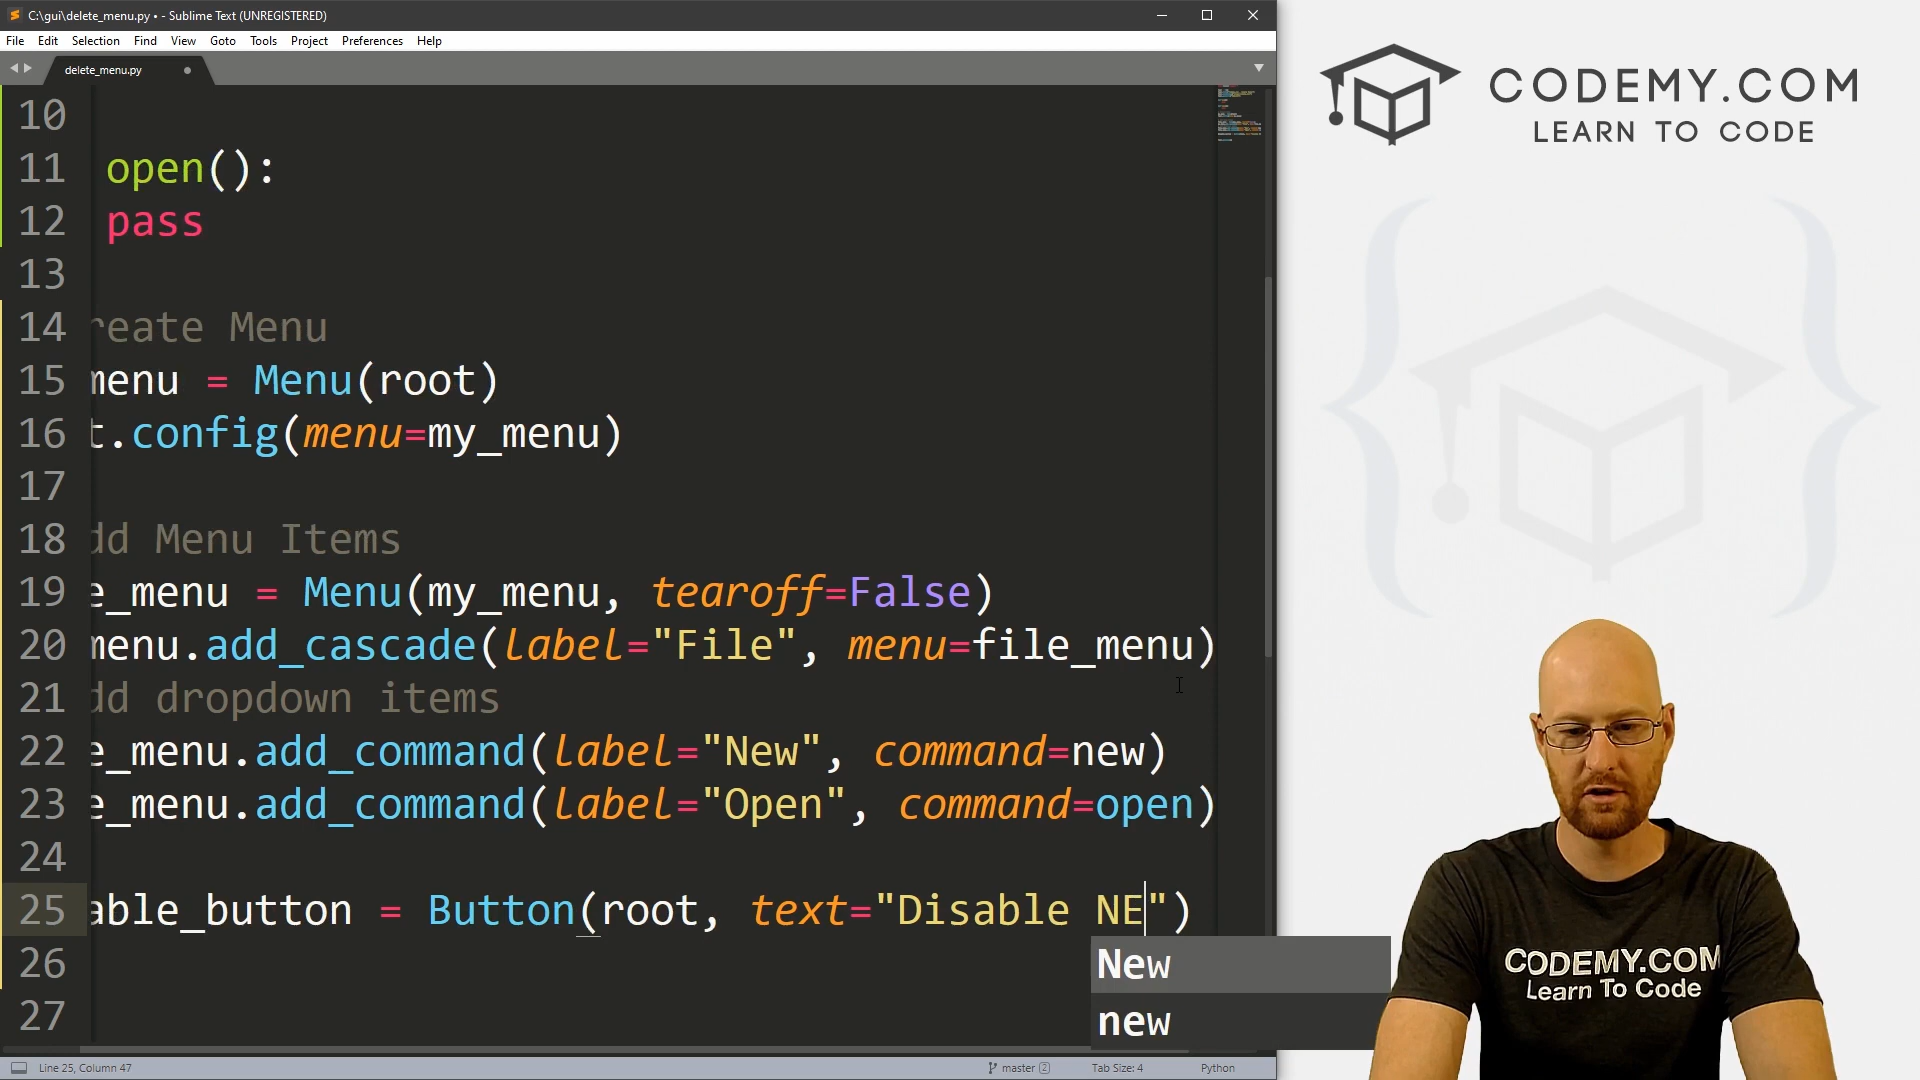 C:\gui\delete_menu.py • - Sublime Text (UNREGISTERED)
File Edit Selection Find View Goto Tools Project Preferences Help
delete_menu.py
10
11 open():
12 pass
13
14 reate Menu
15 menu = Menu(root)
16 t.config(menu=my_menu)
17
18 dd Menu Items
19 e_menu = Menu(my_menu, tearoff=False)
20 menu.add_cascade(label="File", menu=file_menu)
21 dd dropdown items
22 e_menu.add_command(label="New", command=new)
23 e_menu.add_command(label="Open", command=open)
24
25 able_button = Button(root, text="Disable NE")
26
27
New
new
Line 25, Column 47
master 2
Tab Size: 4
Python
CODEMY.COM
LEARN TO CODE
CODEMY.COM
Learn To Code